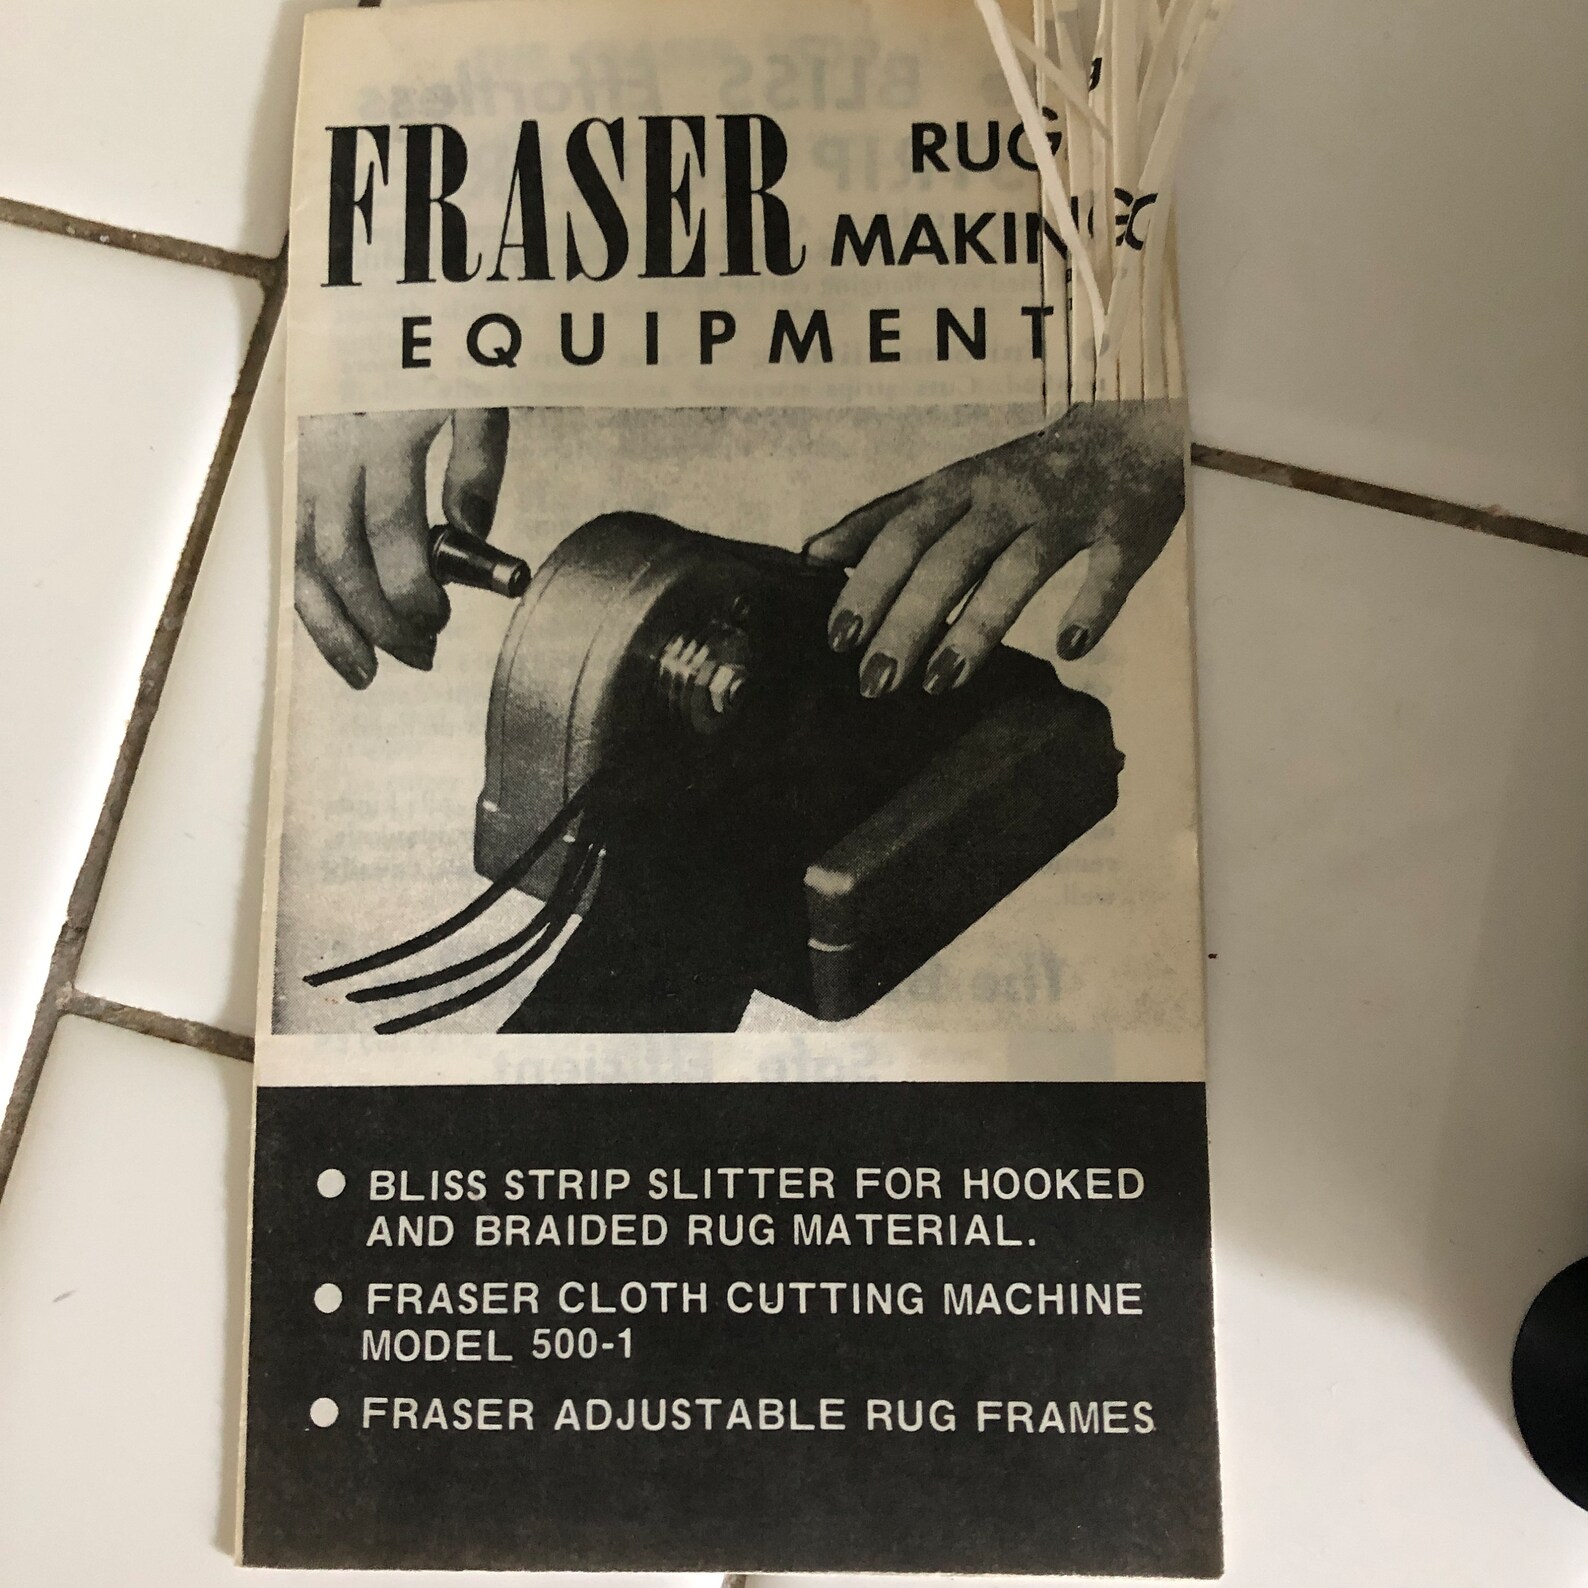 FRASER RUG
MAKING
EQUIPMENT
● BLISS STRIP SLITTER FOR HOOKED
AND BRAIDED RUG MATERIAL.
● FRASER CLOTH CUTTING MACHINE
MODEL 500-1
● FRASER ADJUSTABLE RUG FRAMES